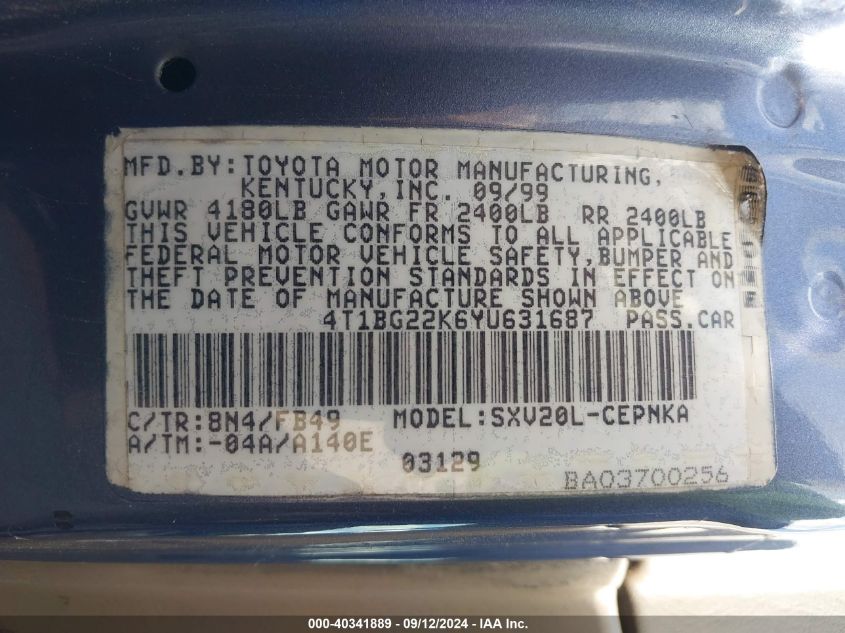 MFD.BY:TOYOTA MOTOR MANUFACTURING,
KENTUCKY,INC. 09/99
GVWR 4180LB GAWR FR 2400LB RR 2400LB
THIS VEHICLE CONFORMS TO ALL APPLICABLE
FEDERAL MOTOR VEHICLE SAFETY,BUMPER AND
THEFT PREVENTION STANDARDS IN EFFECT ON
THE DATE OF MANUFACTURE SHOWN ABOVE
4T1BG22K6YU631687 PASS.CAR
C/TR:8N4/FB49 MODEL:SXV20L-CEPNKA
A/TM:-04A/A140E
03129
BA03700256
000-40341889 - 09/12/2024 - IAA Inc.